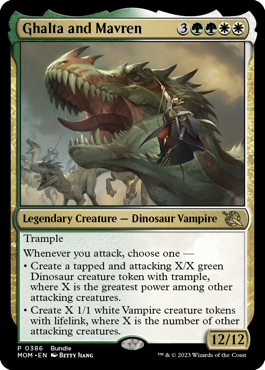 Ghalta and Mavren 3
Legendary Creature — Dinosaur Vampire
Trample
Whenever you attack, choose one —
• Create a tapped and attacking X/X green
Dinosaur creature token with trample,
where X is the greatest power among other
attacking creatures.
• Create X 1/1 white Vampire creature tokens
with lifelink, where X is the number of other
attacking creatures.
12/12
P 0386 Bundle
MOM • EN Betty Jiang
™ & © 2023 Wizards of the Coast